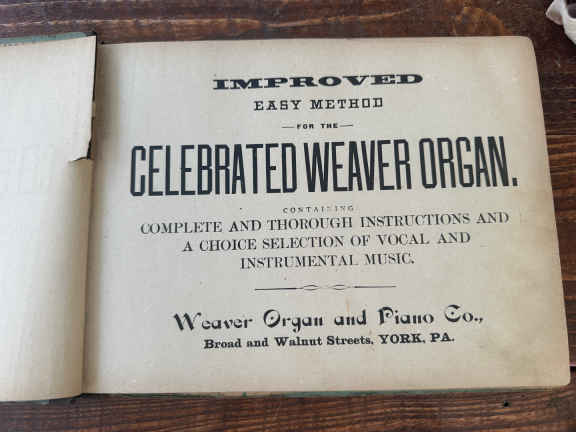 IMPROVED
EASY METHOD
—FOR THE—
CELEBRATED WEAVER ORGAN.
CONTAINING
COMPLETE AND THOROUGH INSTRUCTIONS AND
A CHOICE SELECTION OF VOCAL AND
INSTRUMENTAL MUSIC.
Weaver Organ and Piano Co.,
Broad and Walnut Streets, YORK, PA.